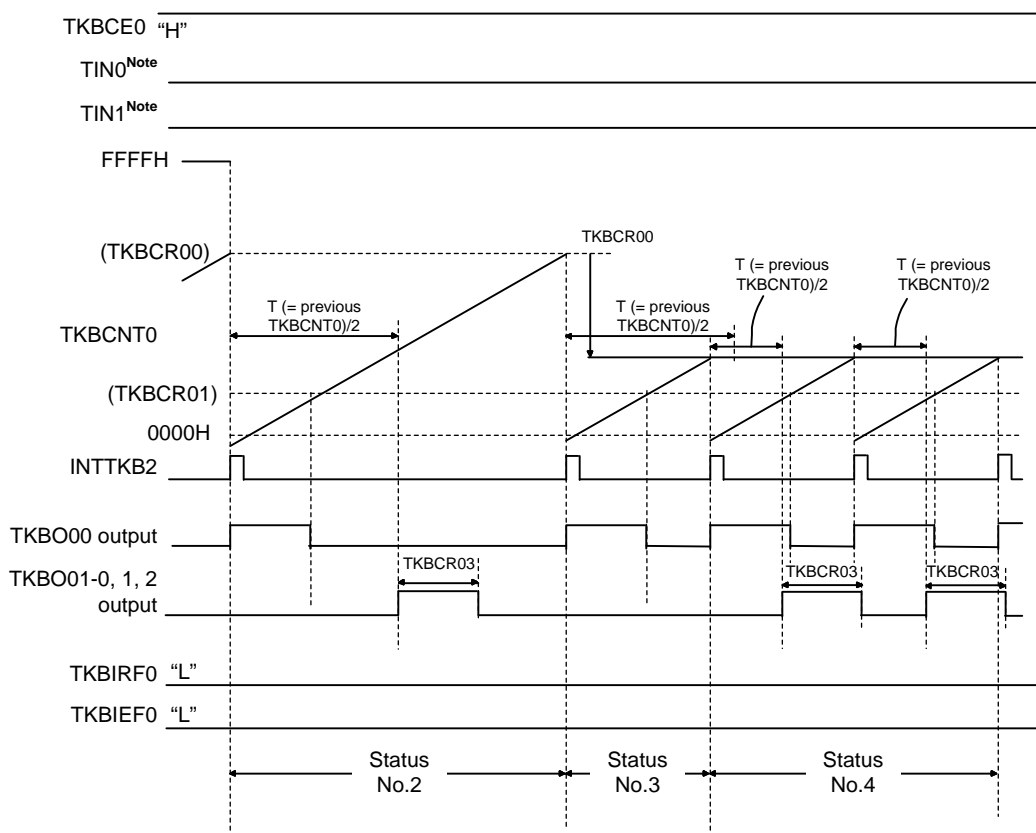 TKBCE0 “H”
TIN0Note
TIN1Note
FFFFH
(TKBCR00)
TKBCR00
T (= previous
TKBCNT0)/2
T (= previous
TKBCNT0)/2
T (= previous
TKBCNT0)/2
T (= previous
TKBCNT0)/2
TKBCNT0
(TKBCR01)
0000H
INTTKB2
TKBO00 output
TKBO01-0, 1, 2
output
TKBCR03
TKBCR03
TKBCR03
TKBIRF0 “L”
TKBIEF0 “L”
Status
No.2
Status
No.3
Status
No.4